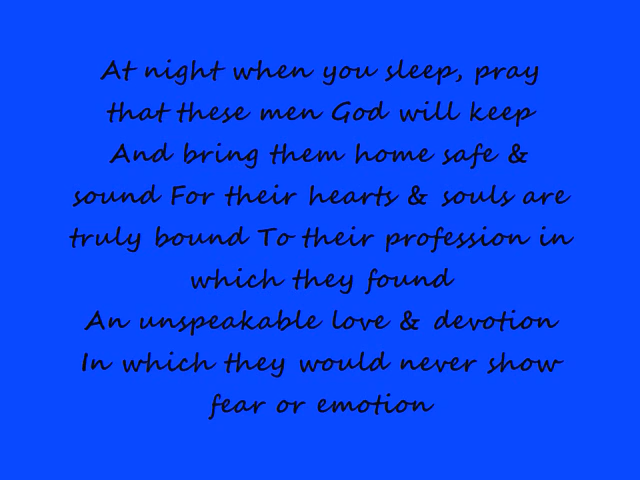 At night when you sleep, pray
that these men God will keep
And bring them home safe &
sound For their hearts & souls are
truly bound To their profession in
which they found
An unspeakable love & devotion
In which they would never show
fear or emotion